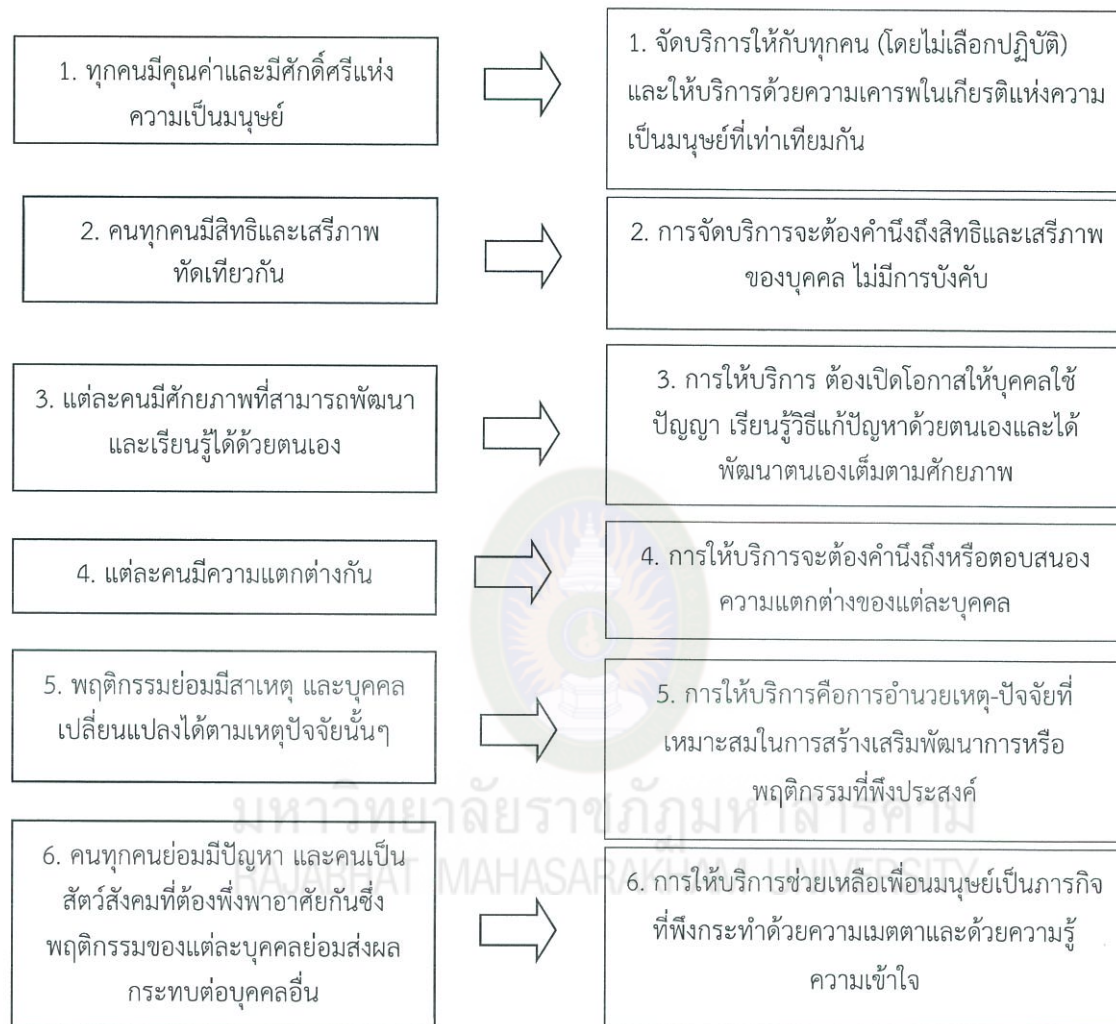 1. ทุกคนมีคุณค่าและมีศักดิ์ศรีแห่ง
ความเป็นมนุษย์
1. จัดบริการให้กับทุกคน (โดยไม่เลือกปฏิบัติ)
และให้บริการด้วยความเคารพในเกียรติแห่งความ
เป็นมนุษย์ที่เท่าเทียมกัน
2. คนทุกคนมีสิทธิและเสรีภาพ
ทัดเทียวกัน
2. การจัดบริการจะต้องคำนึงถึงสิทธิและเสรีภาพ
ของบุคคล ไม่มีการบังคับ
3. แต่ละคนมีศักยภาพที่สามารถพัฒนา
และเรียนรู้ได้ด้วยตนเอง
3. การให้บริการ ต้องเปิดโอกาสให้บุคคลใช้
ปัญญา เรียนรู้วิธีแก้ปัญหาด้วยตนเองและได้
พัฒนาตนเองเต็มตามศักยภาพ
4. แต่ละคนมีความแตกต่างกัน
4. การให้บริการจะต้องคำนึงถึงหรือตอบสนอง
ความแตกต่างของแต่ละบุคคล
5. พฤติกรรมย่อมมีสาเหตุ และบุคคล
เปลี่ยนแปลงได้ตามเหตุปัจจัยนั้นๆ
5. การให้บริการคือการอำนวยเหตุ-ปัจจัยที่
เหมาะสมในการสร้างเสริมพัฒนาการหรือ
พฤติกรรมที่พึงประสงค์
มหาวิทยาลัยราชภัฏมหาสารคาม
RAJABHAT MAHASARAKHAM UNIVERSITY
6. คนทุกคนย่อมมีปัญหา และคนเป็น
สัตว์สังคมที่ต้องพึ่งพาอาศัยกันซึ่ง
พฤติกรรมของแต่ละบุคคลย่อมส่งผล
กระทบต่อบุคคลอื่น
6. การให้บริการช่วยเหลือเพื่อนมนุษย์เป็นภารกิจ
ที่พึงกระทำด้วยความเมตตาและด้วยความรู้
ความเข้าใจ